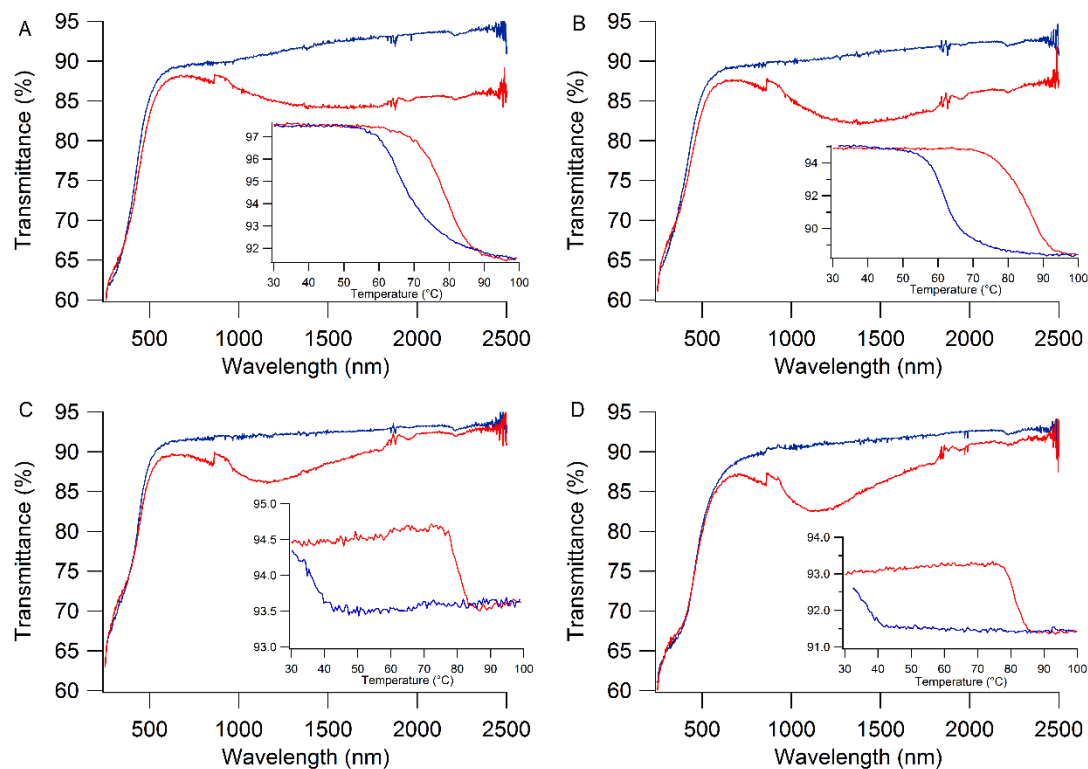 A
95
90
85
80
75
70
65
60
Transmittance (%)
97
96
95
94
93
92
30 40 50 60 70 80 90 100
Temperature (°C)
500 1000 1500 2000 2500
Wavelength (nm)
B
95
90
85
80
75
70
65
60
Transmittance (%)
94
92
90
30 40 50 60 70 80 90 100
Temperature (°C)
500 1000 1500 2000 2500
Wavelength (nm)
C
95
90
85
80
75
70
65
60
Transmittance (%)
95.0
94.5
94.0
93.5
93.0
30 40 50 60 70 80 90 100
Temperature (°C)
500 1000 1500 2000 2500
Wavelength (nm)
D
95
90
85
80
75
70
65
60
Transmittance (%)
94.0
93.0
92.0
91.0
30 40 50 60 70 80 90 100
Temperature (°C)
500 1000 1500 2000 2500
Wavelength (nm)